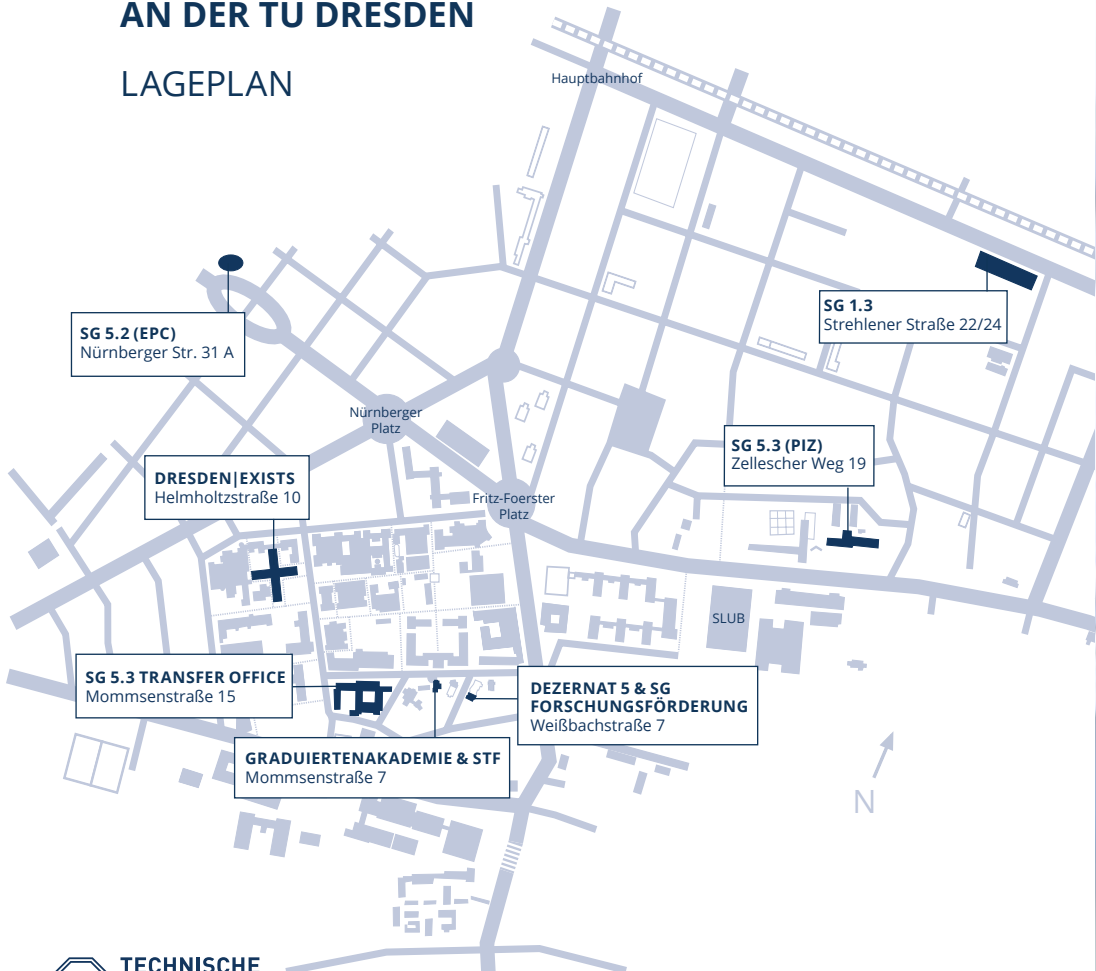 AN DER TU DRESDEN
LAGEPLAN
Hauptbahnhof
SG 1.3
Strehlener Straße 22/24
SG 5.2 (EPC)
Nürnberger Str. 31 A
Nürnberger
Platz
SG 5.3 (PIZ)
Zellescher Weg 19
DRESDEN|EXISTS
Helmholtzstraße 10
Fritz-Foerster
Platz
SLUB
SG 5.3 TRANSFER OFFICE
Mommsenstraße 15
DEZERNAT 5 & SG
FORSCHUNGSFÖRDERUNG
Weißbachstraße 7
GRADUIERTENAKADEMIE & STF
Mommsenstraße 7
N
TECHNISCHE